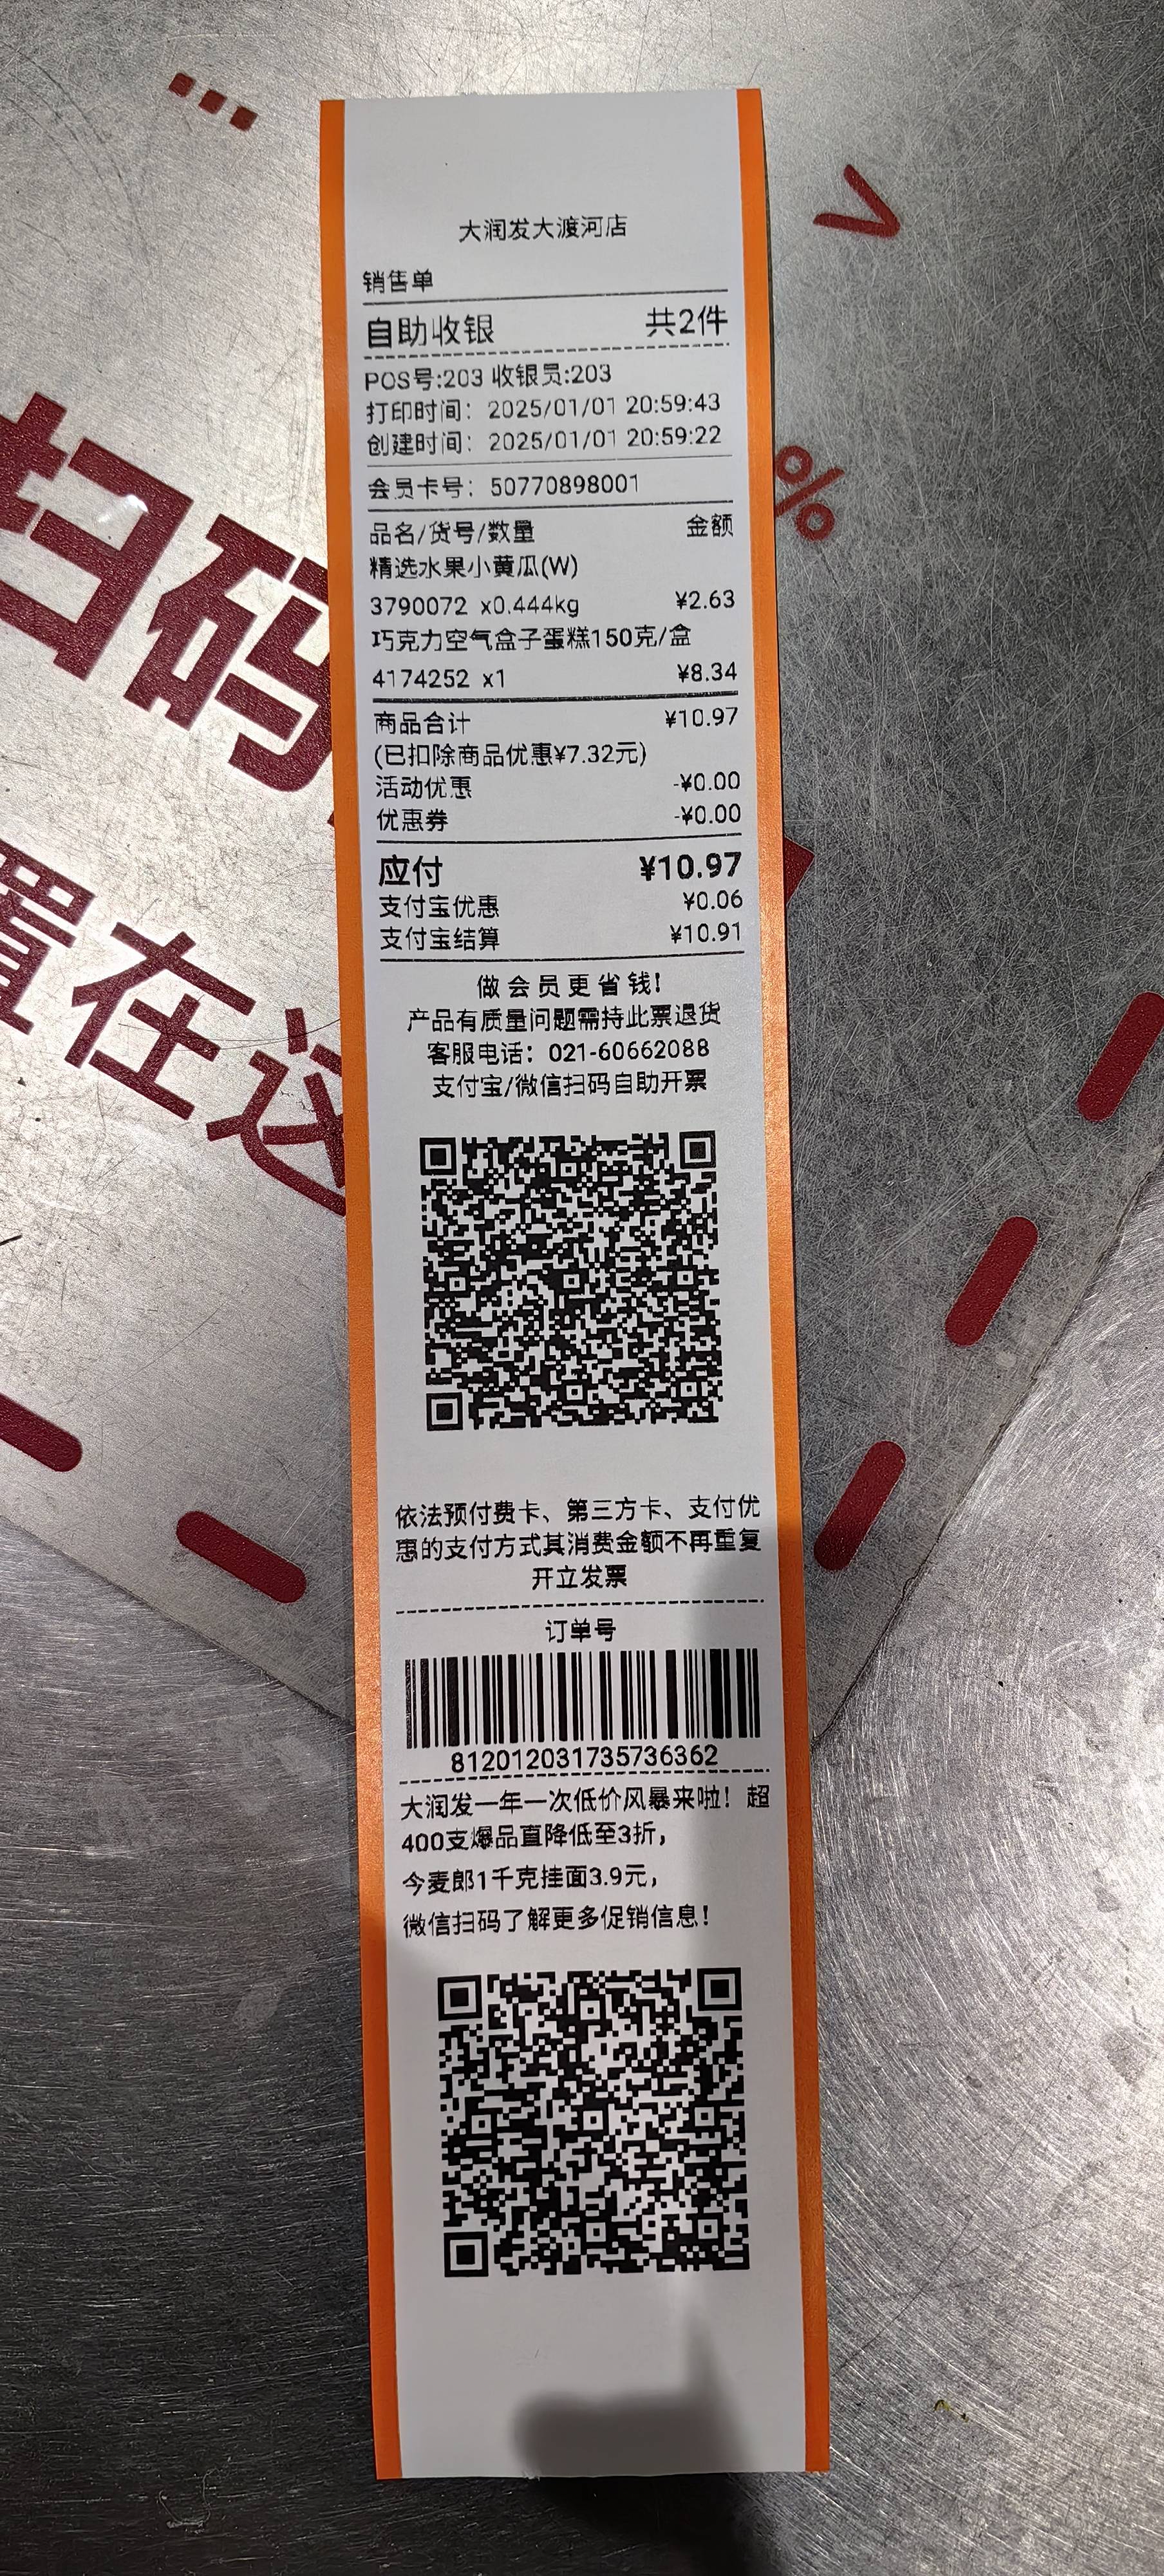 大润发大渡河店
销售单
自助收银 共2件
POS号:203 收银员:203
打印时间：2025/01/01 20:59:43
创建时间：2025/01/01 20:59:22
会员卡号：50770898001
品名/货号/数量 金额
精选水果小黄瓜(W)
3790072 x0.444kg ¥2.63
巧克力空气盒子蛋糕150克/盒
4174252 x1 ¥8.34
商品合计 ¥10.97
(已扣除商品优惠¥7.32元)
活动优惠 -¥0.00
优惠券 -¥0.00
应付 ¥10.97
支付宝优惠 ¥0.06
支付宝结算 ¥10.91
做会员更省钱!
产品有质量问题需持此票退货
客服电话：021-60662088
支付宝/微信扫码自助开票
依法预付费卡、第三方卡、支付优
惠的支付方式其消费金额不再重复
开立发票
订单号
812012031735736362
大润发一年一次低价风暴来啦！超
400支爆品直降低至3折，
今麦郎1千克挂面3.9元，
微信扫码了解更多促销信息！
扫码
置在这
%